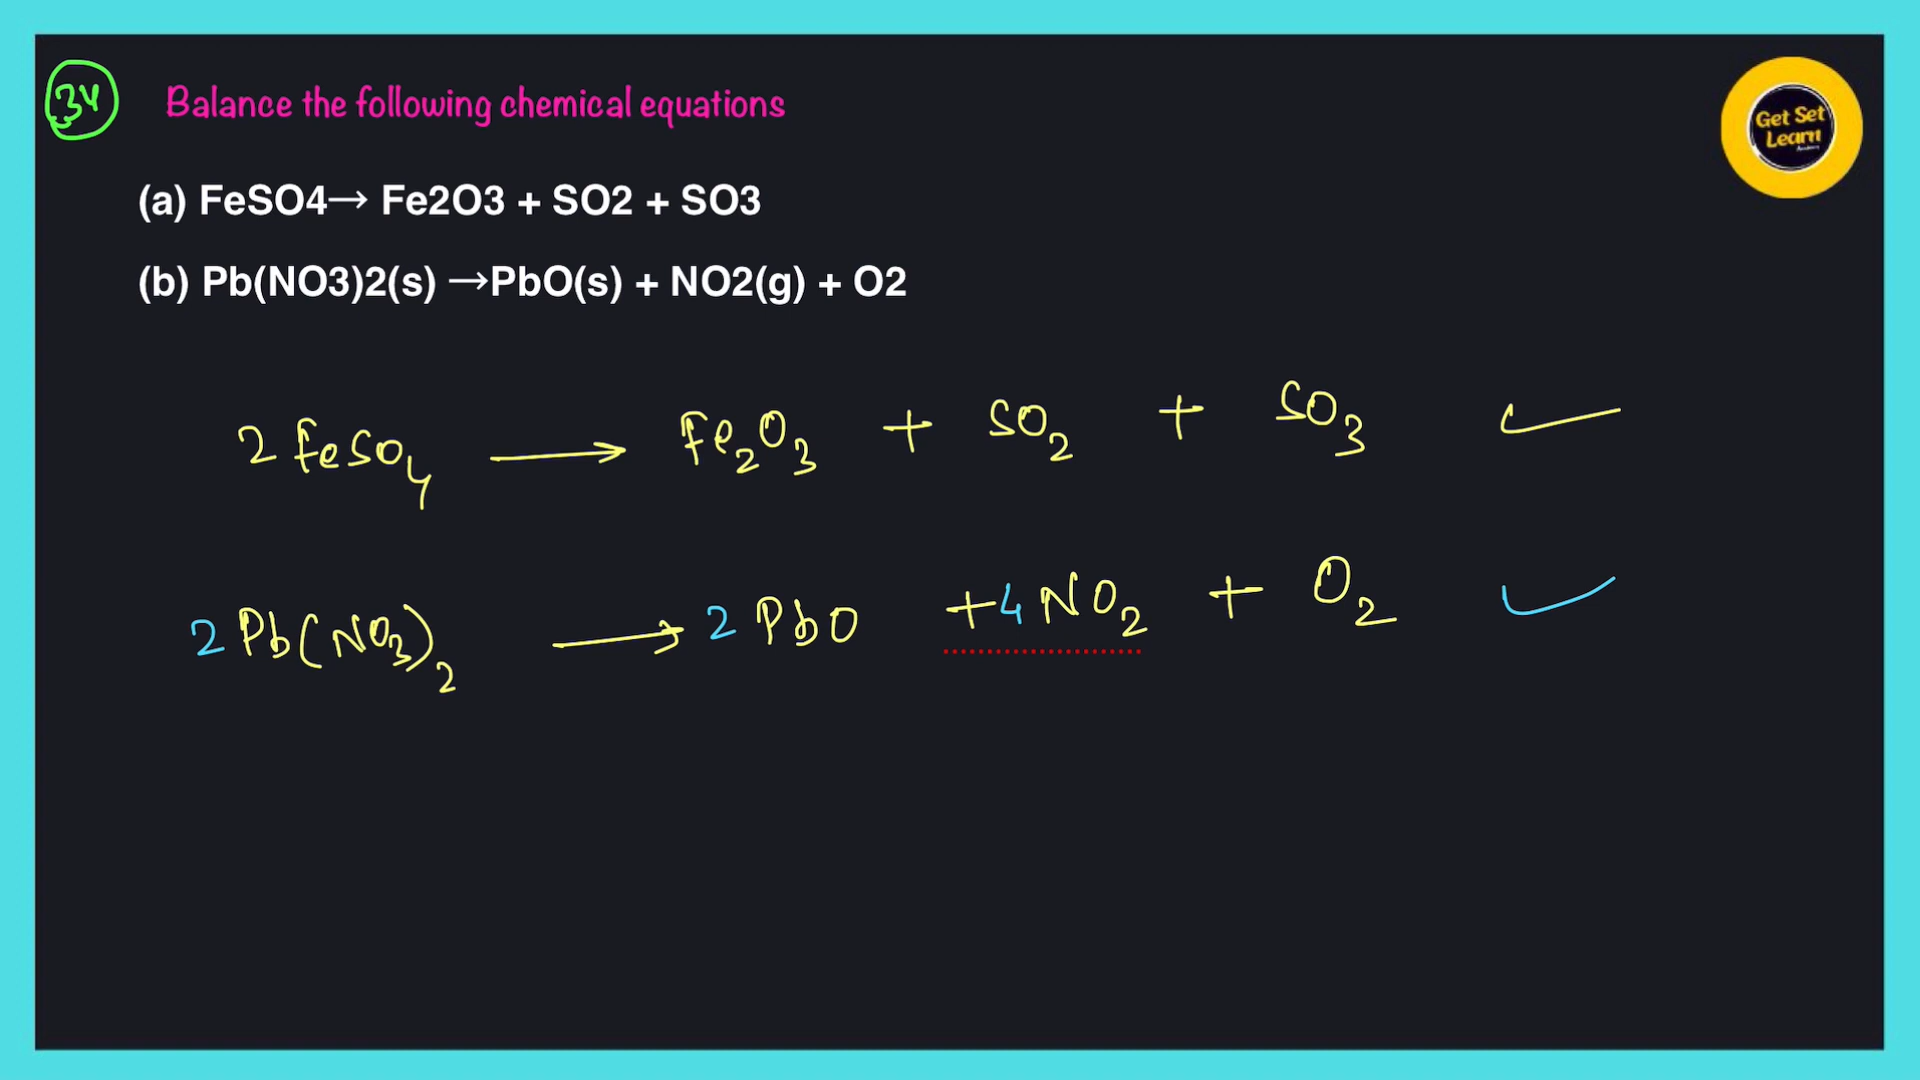 34 Balance the following chemical equations
Get Set
Learn
Academy
(a) FeSO4→ Fe2O3 + SO2 + SO3
(b) Pb(NO3)2(s) →PbO(s) + NO2(g) + O2
2 FeSO₄ ⟶ Fe₂O₃ + SO₂ + SO₃ ✓
2 Pb(NO₃)₂ ⟶ 2 PbO +4 NO₂ + O₂ ✓